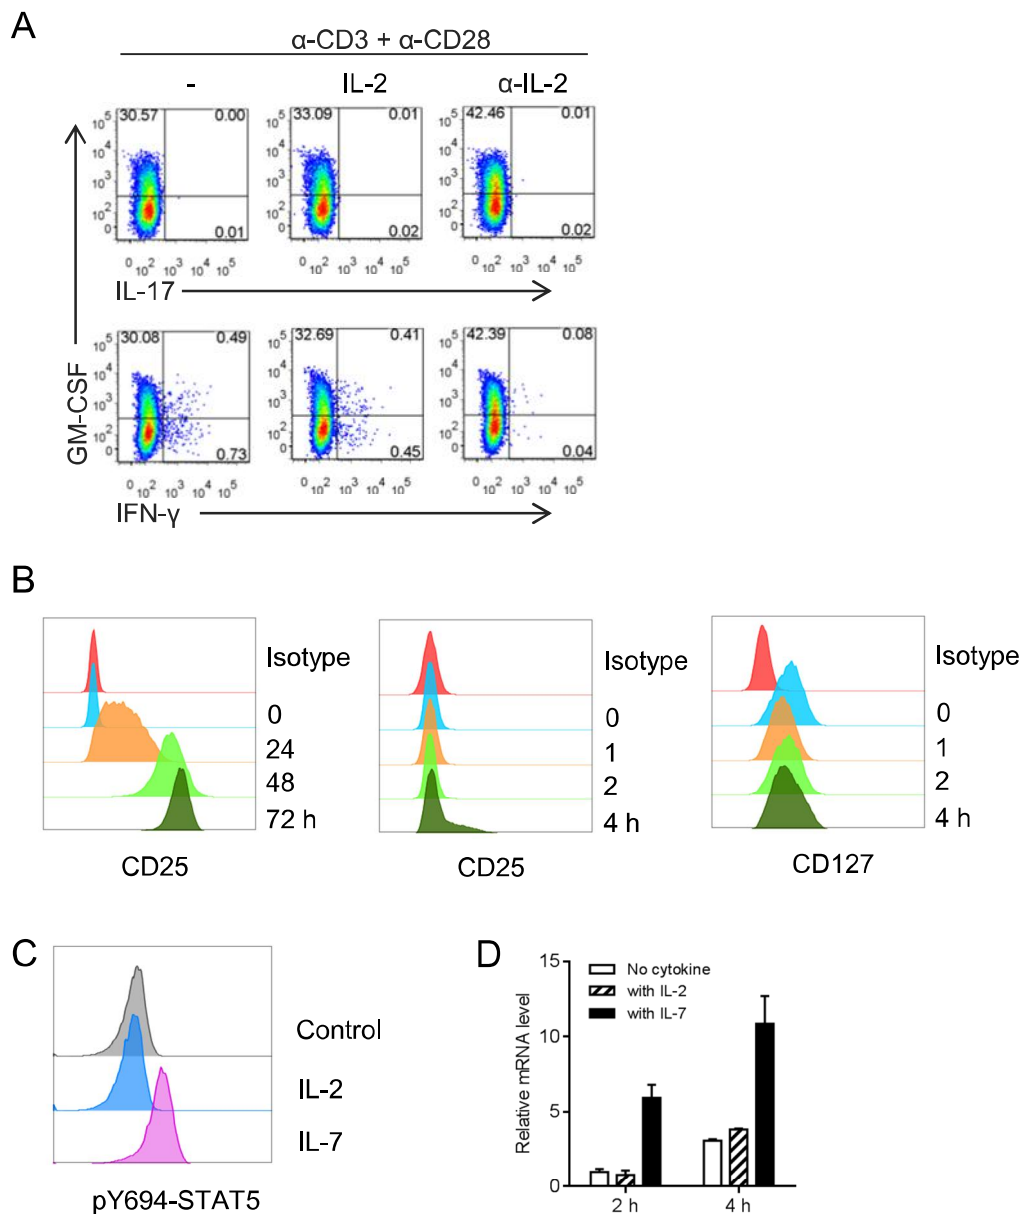 A
α-CD3 + α-CD28
- IL-2 α-IL-2
30.57 0.00 33.09 0.01 42.46 0.01
10^5 10^5 10^5
10^4 10^4 10^4
10^3 10^3 10^3
10^2 10^2 10^2
0 0.01 0 0.02 0 0.02
0 10^2 10^3 10^4 10^5 0 10^2 10^3 10^4 10^5 0 10^2 10^3 10^4 10^5
IL-17
GM-CSF
30.08 0.49 32.69 0.41 42.39 0.08
10^5 10^5 10^5
10^4 10^4 10^4
10^3 10^3 10^3
10^2 10^2 10^2
0 0.73 0 0.45 0 0.04
0 10^2 10^3 10^4 10^5 0 10^2 10^3 10^4 10^5 0 10^2 10^3 10^4 10^5
IFN-γ
B
Isotype
0
24
48
72 h
CD25
Isotype
0
1
2
4 h
CD25
Isotype
0
1
2
4 h
CD127
C
Control
IL-2
IL-7
pY694-STAT5
D
Relative mRNA level
15
10
5
0
No cytokine
with IL-2
with IL-7
2 h 4 h